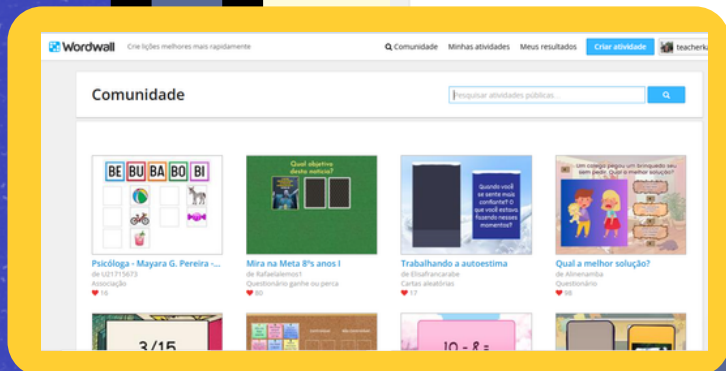 Wordwall Crie lições melhores mais rapidamente Comunidade Minhas atividades Meus resultados Criar atividade
Comunidade
Pesquisar atividades públicas...
BE BU BA BO BI
Qual objetivo
desta notícia?
Quando você
se sente mais
confiante? O
que você estava
fazendo nesses
momentos?
Um colega pegou um brinquedo seu
sem pedir. Qual a melhor solução?
Psicóloga - Mayara G. Pereira -...
de U21715673
Associação
16
Mira na Meta 8ºs anos I
de Rafaelalemos1
Questionário ganhe ou perca
80
Trabalhando a autoestima
de Elisafrancarabe
Cartas aleatórias
17
Qual a melhor solução?
de Alinenamba
Questionário
98
3/15
10 - 8 =